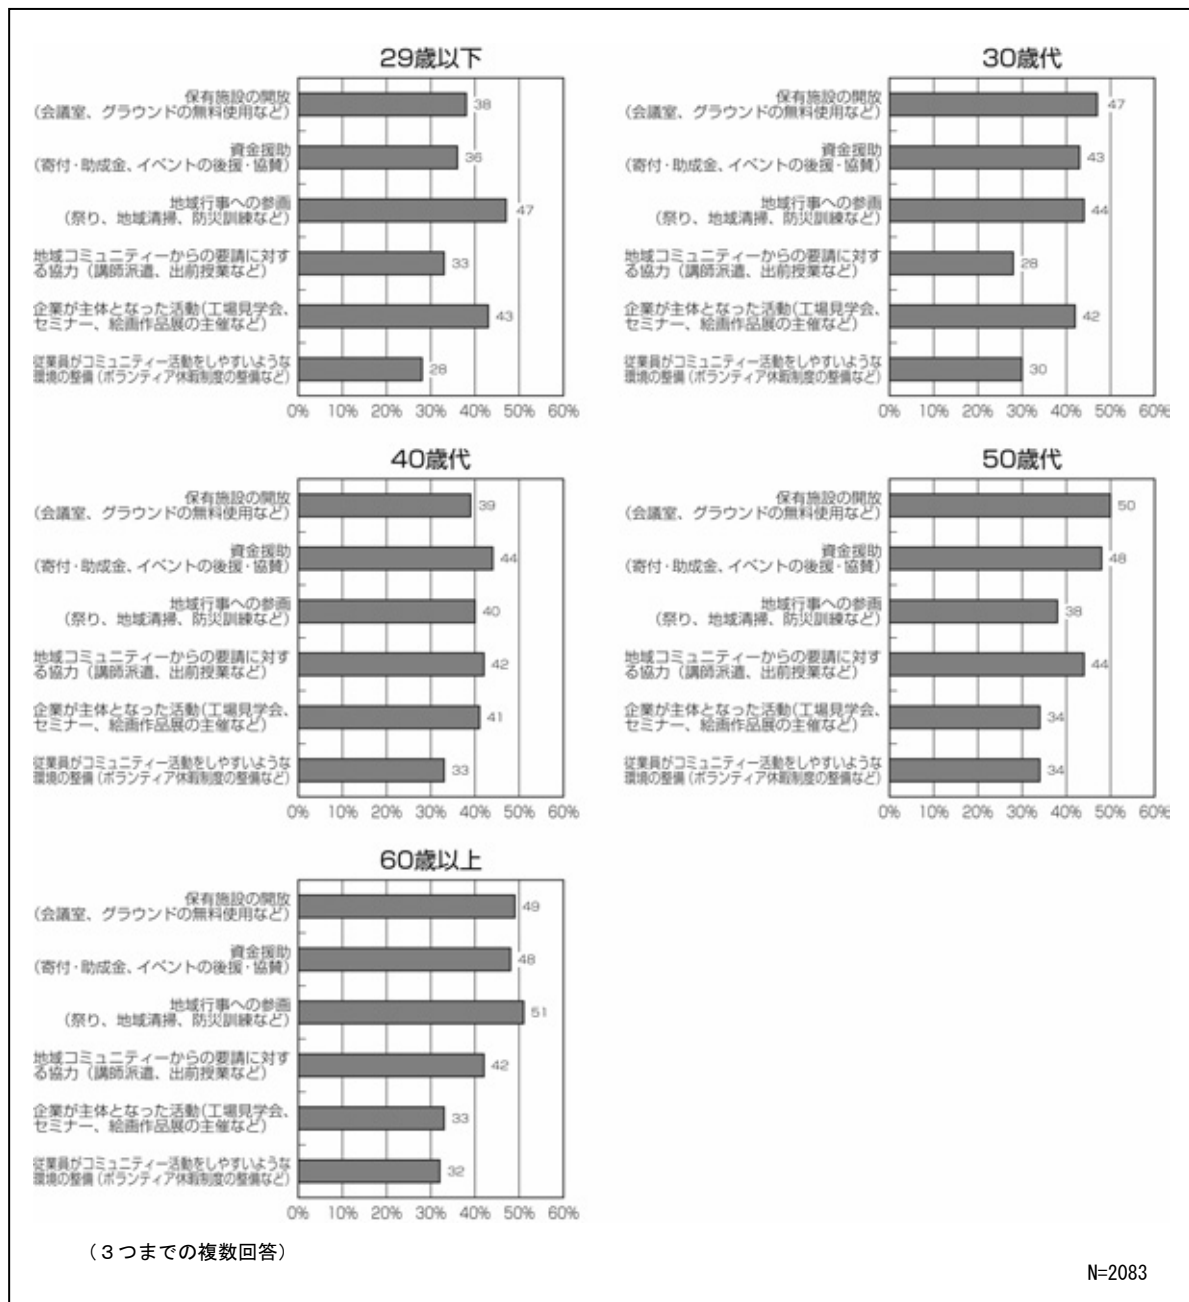 29歳以下
保有施設の開放
(会議室、グラウンドの無料使用など)
38
資金援助
(寄付・助成金、イベントの後援・協賛)
36
地域行事への参画
(祭り、地域清掃、防災訓練など)
47
地域コミュニティーからの要請に対す
る協力(講師派遣、出前授業など)
33
企業が主体となった活動(工場見学会、
セミナー、絵画作品展の主催など)
43
従業員がコミュニティー活動をしやすいような
環境の整備(ボランティア休暇制度の整備など)
28
0% 10% 20% 30% 40% 50% 60%
30歳代
保有施設の開放
(会議室、グラウンドの無料使用など)
47
資金援助
(寄付・助成金、イベントの後援・協賛)
43
地域行事への参画
(祭り、地域清掃、防災訓練など)
44
地域コミュニティーからの要請に対す
る協力(講師派遣、出前授業など)
28
企業が主体となった活動(工場見学会、
セミナー、絵画作品展の主催など)
42
従業員がコミュニティー活動をしやすいような
環境の整備(ボランティア休暇制度の整備など)
30
0% 10% 20% 30% 40% 50% 60%
40歳代
保有施設の開放
(会議室、グラウンドの無料使用など)
39
資金援助
(寄付・助成金、イベントの後援・協賛)
44
地域行事への参画
(祭り、地域清掃、防災訓練など)
40
地域コミュニティーからの要請に対す
る協力(講師派遣、出前授業など)
42
企業が主体となった活動(工場見学会、
セミナー、絵画作品展の主催など)
41
従業員がコミュニティー活動をしやすいような
環境の整備(ボランティア休暇制度の整備など)
33
0% 10% 20% 30% 40% 50% 60%
50歳代
保有施設の開放
(会議室、グラウンドの無料使用など)
50
資金援助
(寄付・助成金、イベントの後援・協賛)
48
地域行事への参画
(祭り、地域清掃、防災訓練など)
38
地域コミュニティーからの要請に対す
る協力(講師派遣、出前授業など)
44
企業が主体となった活動(工場見学会、
セミナー、絵画作品展の主催など)
34
従業員がコミュニティー活動をしやすいような
環境の整備(ボランティア休暇制度の整備など)
34
0% 10% 20% 30% 40% 50% 60%
60歳以上
保有施設の開放
(会議室、グラウンドの無料使用など)
49
資金援助
(寄付・助成金、イベントの後援・協賛)
48
地域行事への参画
(祭り、地域清掃、防災訓練など)
51
地域コミュニティーからの要請に対す
る協力(講師派遣、出前授業など)
42
企業が主体となった活動(工場見学会、
セミナー、絵画作品展の主催など)
33
従業員がコミュニティー活動をしやすいような
環境の整備(ボランティア休暇制度の整備など)
32
0% 10% 20% 30% 40% 50% 60%
(3つまでの複数回答)
N=2083